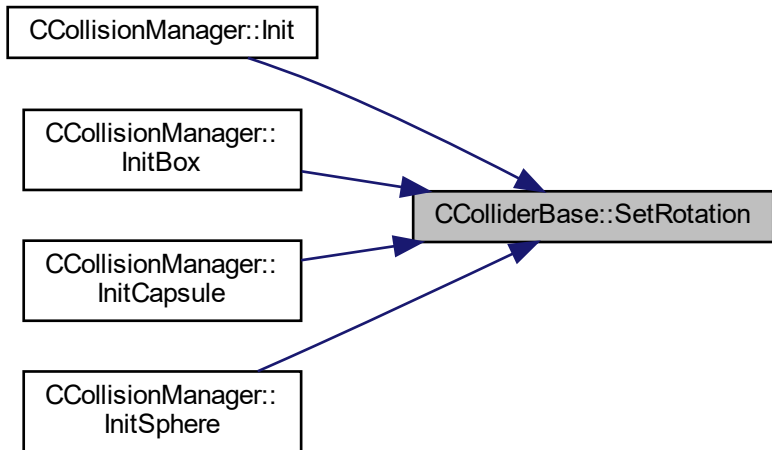 CCollisionManager::Init
CCollisionManager::
InitBox
CColliderBase::SetRotation
CCollisionManager::
InitCapsule
CCollisionManager::
InitSphere